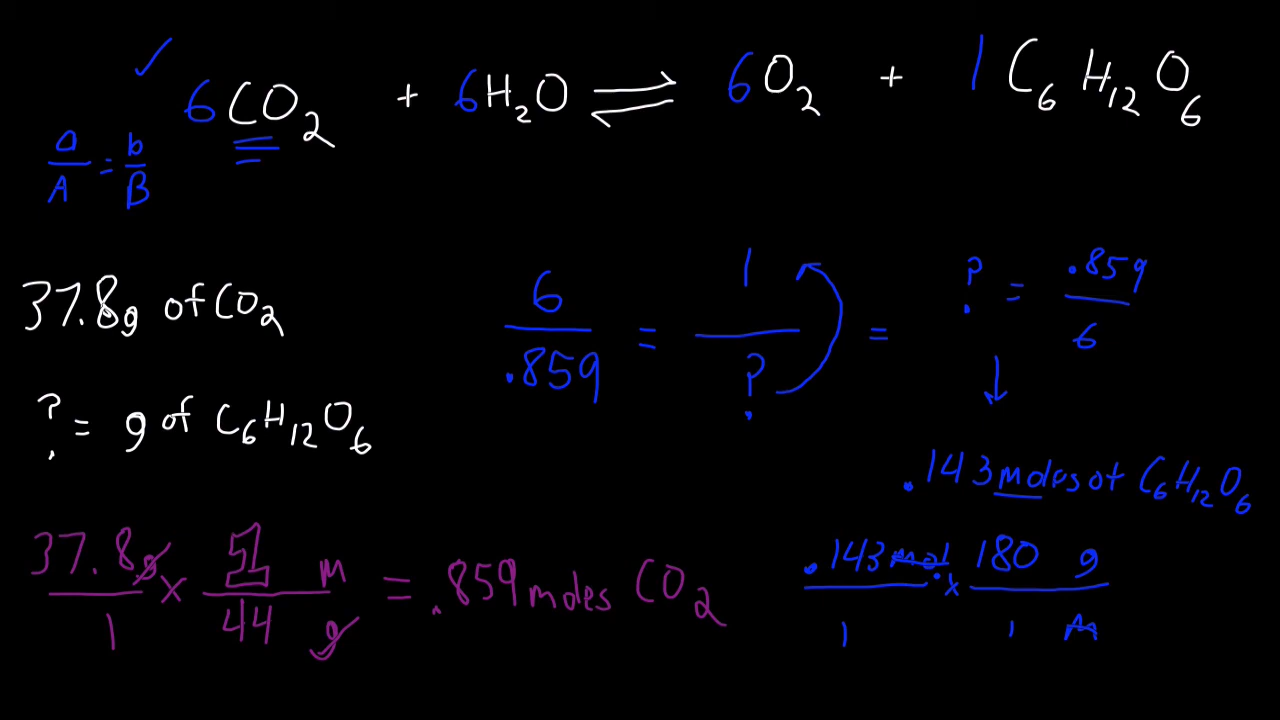 6CO₂ + 6H₂O ⇌ 6O₂ + 1C₆H₁₂O₆
a/A = b/B
37.8g of CO₂
? = g of C₆H₁₂O₆
6/.859 = 1/? = ? = .859/6
.143 moles of C₆H₁₂O₆
37.8g/1 x 1 M/44 g = .859 moles CO₂
.143 mol/1 x 180 g/1 M